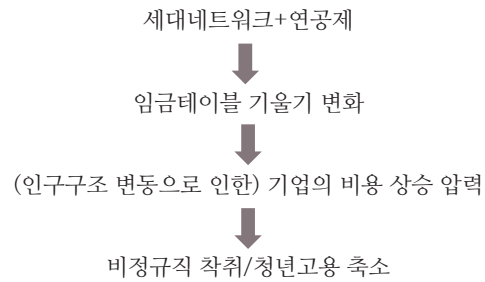 세대네트워크+연공제
임금테이블 기울기 변화
(인구구조 변동으로 인한) 기업의 비용 상승 압력
비정규직 착취/청년고용 축소